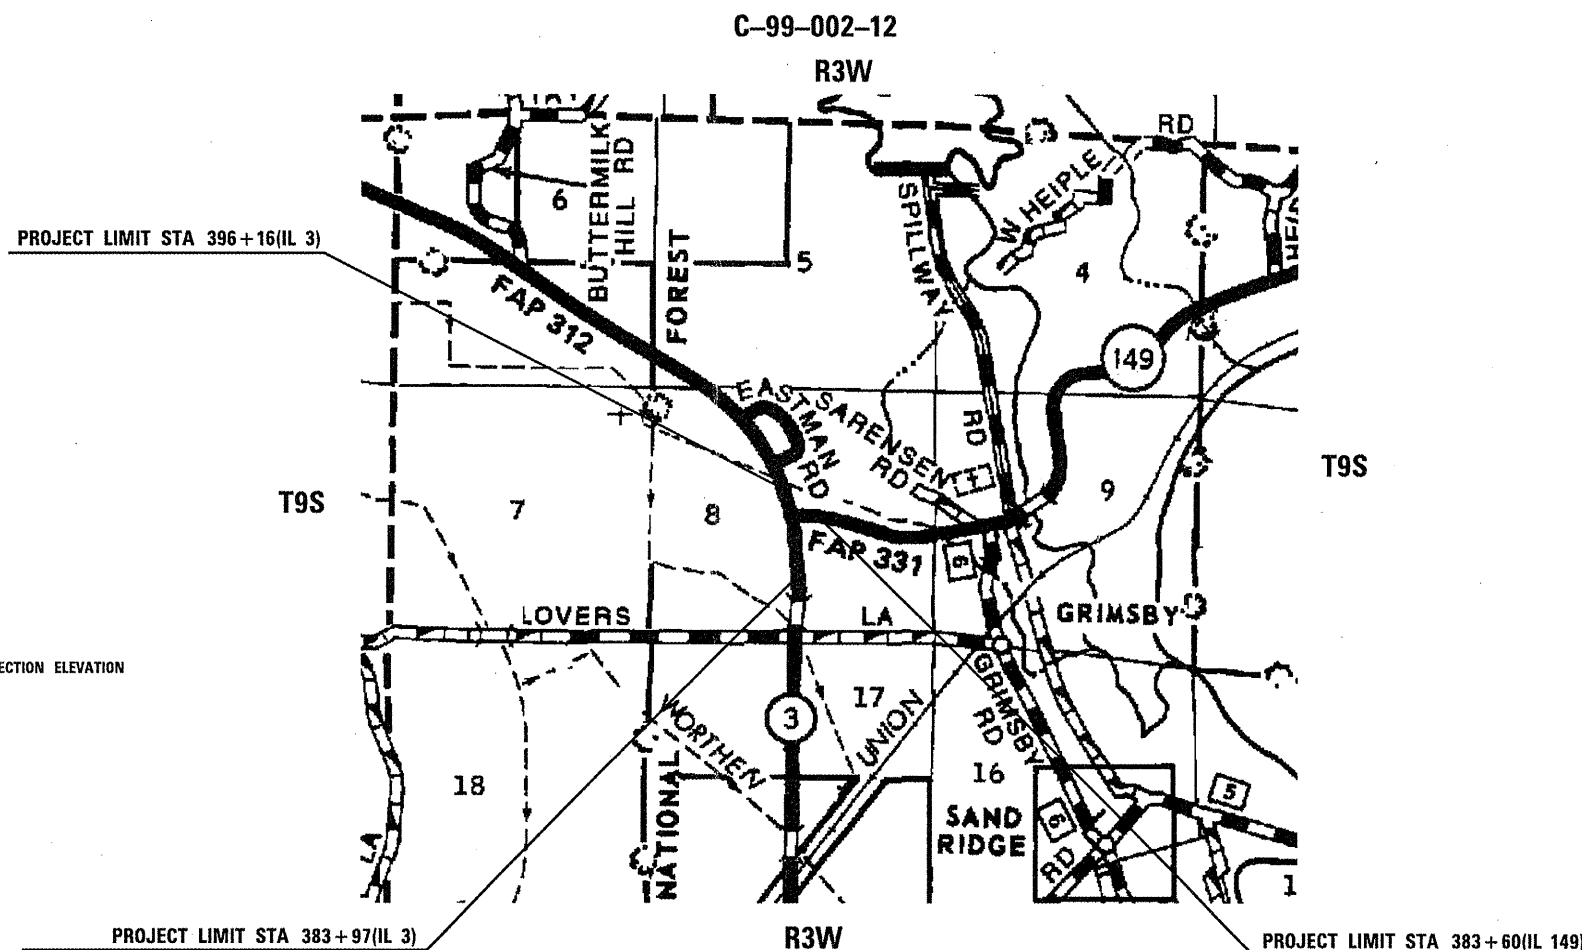 C–99–002–12
R3W
RD
BUTTERMILK
HILL RD
6
SPILLWAY
W HEIPLE
PROJECT LIMIT STA 396+16(IL 3)
FOREST
5
4
FAP 312
149
EASTMAN
RD
SARENSEN
RD
RD
T9S
T9S
7
8
9
FAP 331
6
LOVERS
LA
GRIMSBY
ECTION ELEVATION
GRIMSBY
RD
3
17
UNION
NORTHEN
NATIONAL
18
16
SAND
RIDGE
5
6
RD
LA
1
PROJECT LIMIT STA 383+97(IL 3)
R3W
PROJECT LIMIT STA 383+60(IL 149)